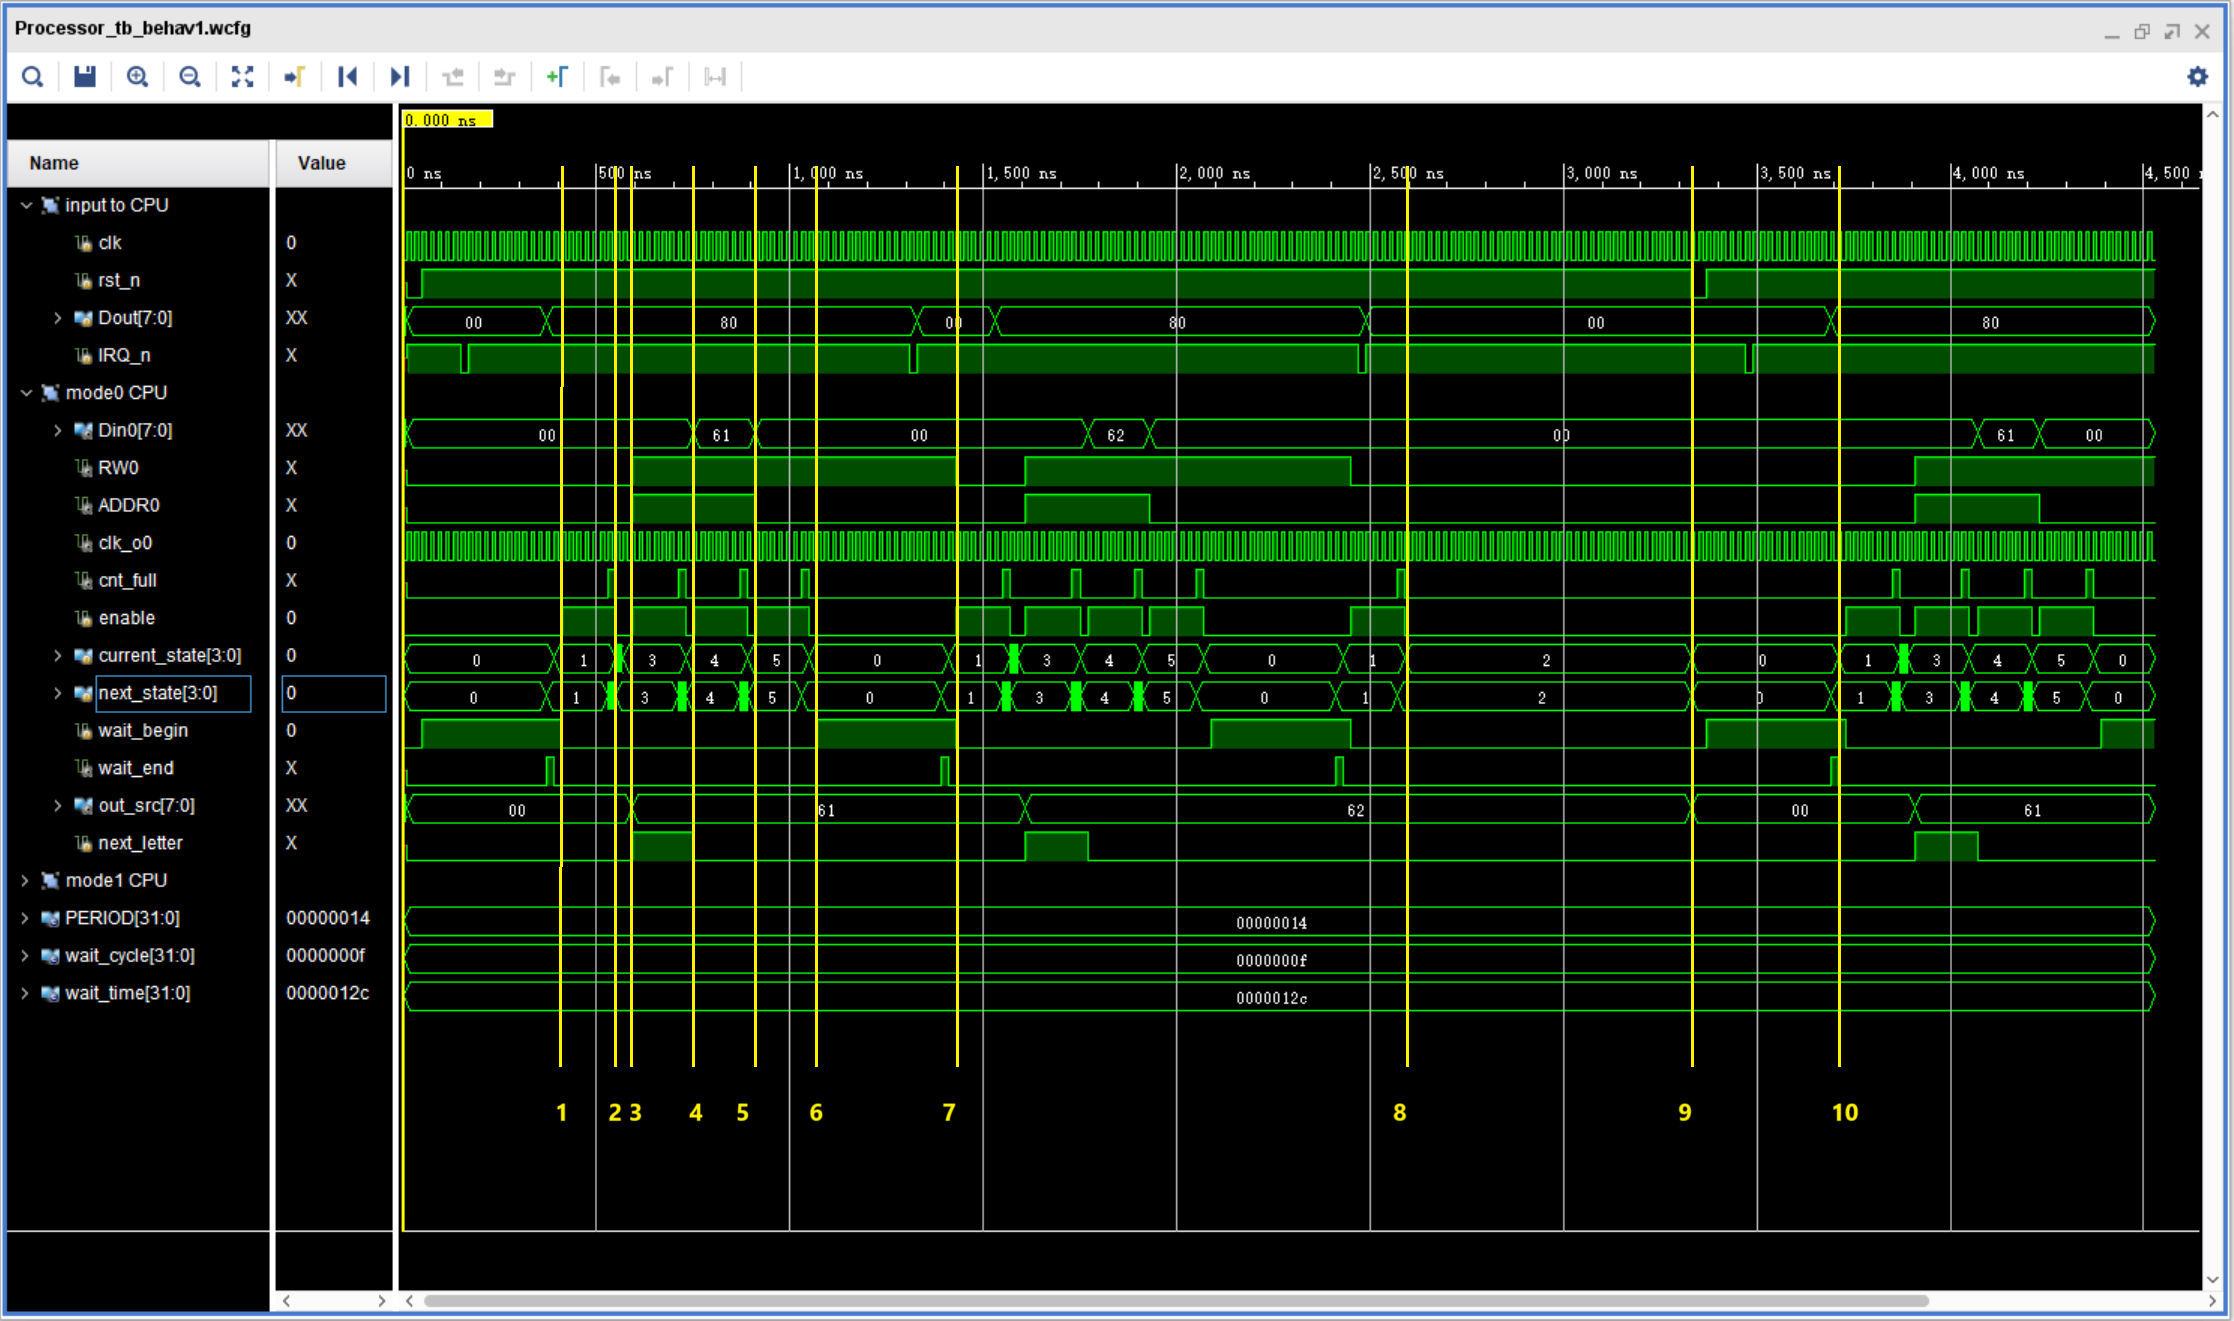 Processor_tb_behav1.wcfg
0.000 ns
Name Value
0 ns 500 ns 1,000 ns 1,500 ns 2,000 ns 2,500 ns 3,000 ns 3,500 ns 4,000 ns 4,500
input to CPU
clk 0
rst_n X
Dout[7:0] XX 00 80 00 80 00 80
IRQ_n X
mode0 CPU
Din0[7:0] XX 00 61 00 62 00 61 00
RW0 X
ADDR0 X
clk_o0 0
cnt_full X
enable 0
current_state[3:0] 0 0 1 3 4 5 0 1 3 4 5 0 1 2 0 1 3 4 5 0
next_state[3:0] 0 0 1 3 4 5 0 1 3 4 5 0 1 2 0 1 3 4 5 0
wait_begin 0
wait_end X
out_src[7:0] XX 00 61 62 00 61
next_letter X
mode1 CPU
PERIOD[31:0] 00000014 00000014
wait_cycle[31:0] 0000000f 0000000f
wait_time[31:0] 0000012c 0000012c
1 2 3 4 5 6 7 8 9 10